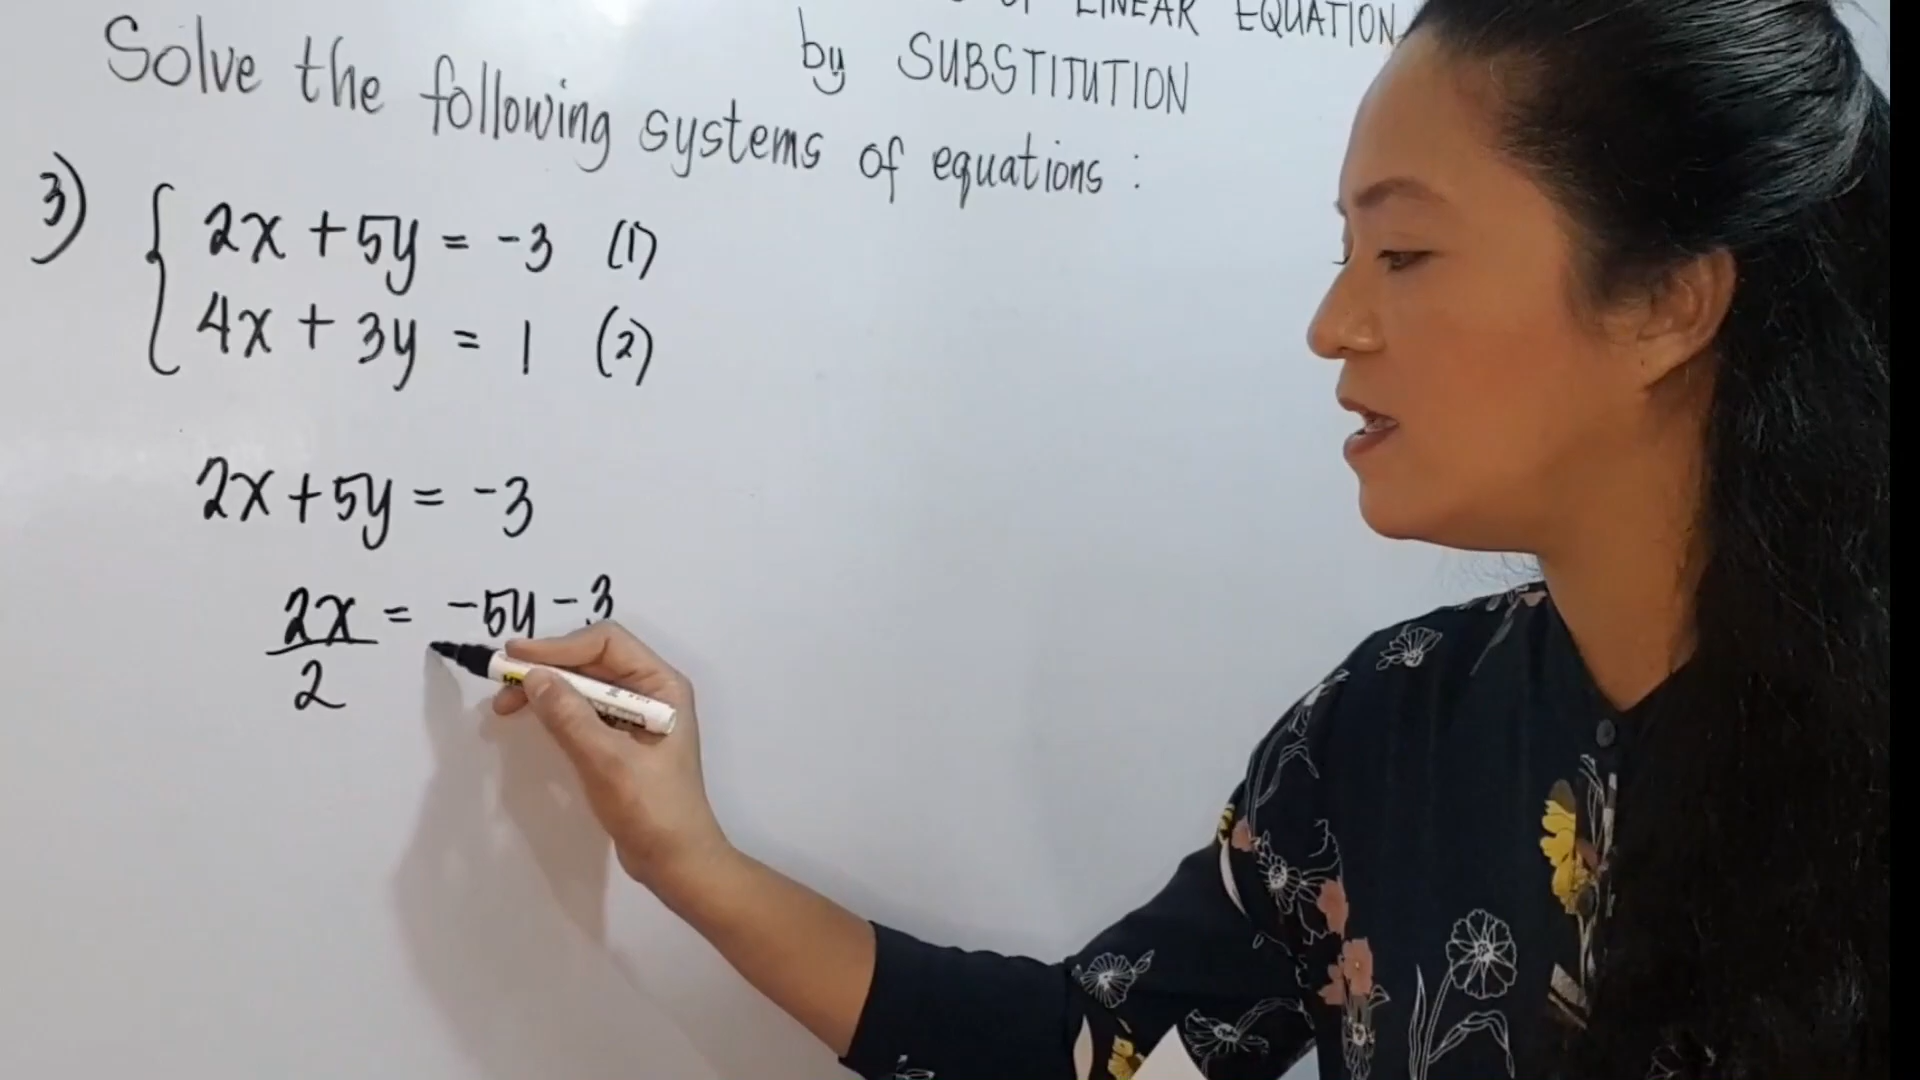 LINEAR EQUATION
by SUBSTITUTION
Solve the following systems of equations :
3) { 2x + 5y = -3 (1)
4x + 3y = 1 (2)
2x + 5y = -3
2x = -5y - 3
2